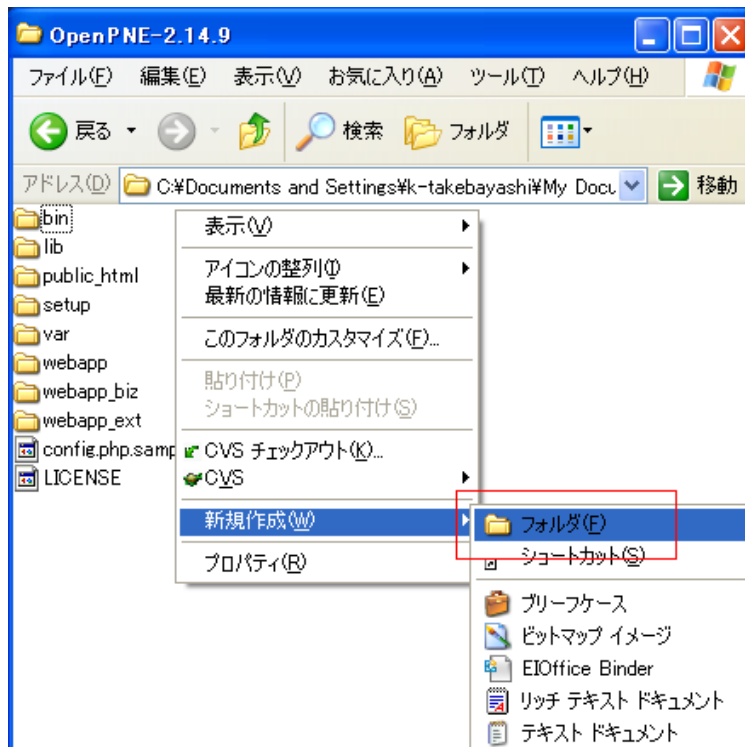 OpenPNE-2.14.9
ファイル(F) 編集(E) 表示(V) お気に入り(A) ツール(T) ヘルプ(H)
戻る 検索 フォルダ
アドレス(D) C:¥Documents and Settings¥k-takebayashi¥My Docu 移動
bin
lib
public_html
setup
var
webapp
webapp_biz
webapp_ext
config.php.samp
LICENSE
表示(V)
アイコンの整列(I)
最新の情報に更新(E)
このフォルダのカスタマイズ(F)...
貼り付け(P)
ショートカットの貼り付け(S)
CVS チェックアウト(K)...
CVS
新規作成(W)
プロパティ(R)
フォルダ(F)
ショートカット(S)
ブリーフケース
ビットマップ イメージ
EIOffice Binder
リッチ テキスト ドキュメント
テキスト ドキュメント